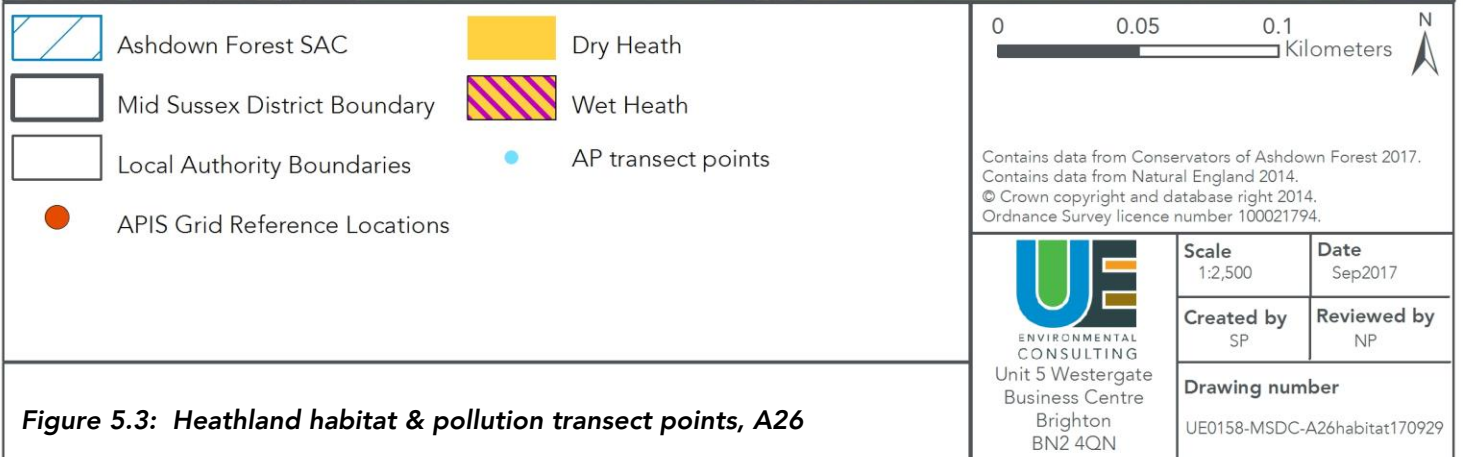 Ashdown Forest SAC
Mid Sussex District Boundary
Local Authority Boundaries
APIS Grid Reference Locations
Dry Heath
Wet Heath
AP transect points
0 0.05 0.1
Kilometers
N
Contains data from Conservators of Ashdown Forest 2017.
Contains data from Natural England 2014.
© Crown copyright and database right 2014.
Ordnance Survey licence number 100021794.
Figure 5.3: Heathland habitat & pollution transect points, A26
UE
ENVIRONMENTAL
CONSULTING
Unit 5 Westergate
Business Centre
Brighton
BN2 4QN
Scale
1:2,500
Date
Sep2017
Created by
SP
Reviewed by
NP
Drawing number
UE0158-MSDC-A26habitat170929